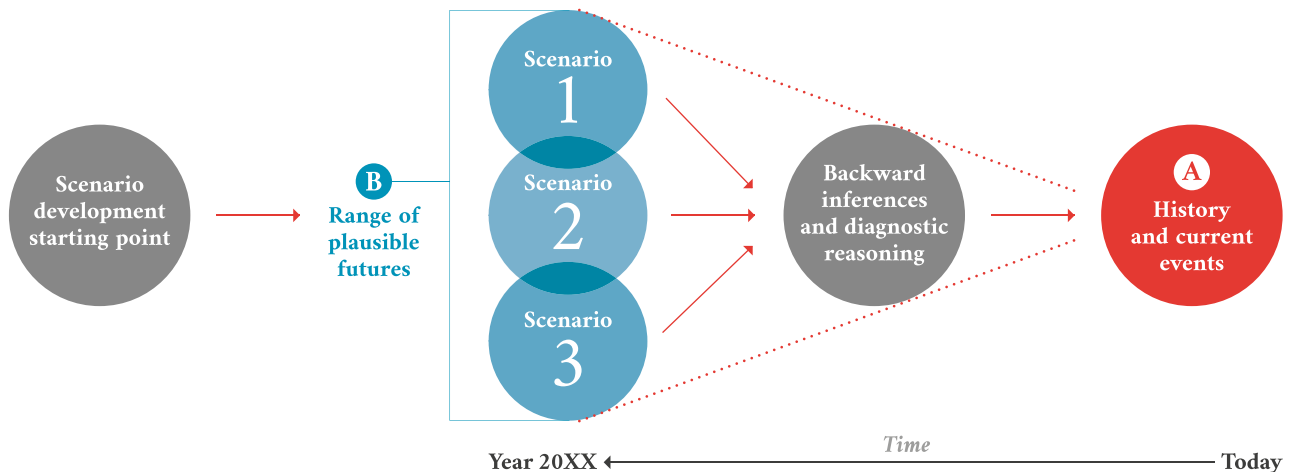 Scenario
development
starting point
B
Range of
plausible
futures
Scenario
1
Scenario
2
Scenario
3
Backward
inferences
and diagnostic
reasoning
A
History
and current
events
Time
Year 20XX
Today